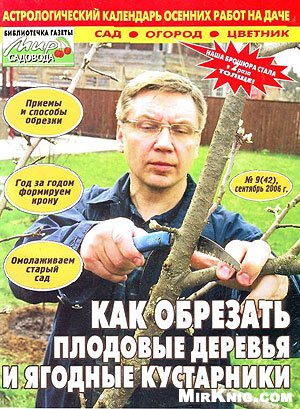 АСТРОЛОГИЧЕСКИЙ КАЛЕНДАРЬ ОСЕННИХ РАБОТ НА ДАЧЕ
БИБЛИОТЕЧКА ГАЗЕТЫ
Мир
САДОВОДА
САД • ОГОРОД • ЦВЕТНИК
НАША БРОШЮРА СТАЛА
в 2 раза
ТОЛЩЕ!
Приемы
и способы
обрезки
№ 9(42),
сентябрь 2006 г.
Год за годом
формируем
крону
Омолаживаем
старый
сад
КАК ОБРЕЗАТЬ
ПЛОДОВЫЕ ДЕРЕВЬЯ
И ЯГОДНЫЕ КУСТАРНИКИ
MirKnig.com